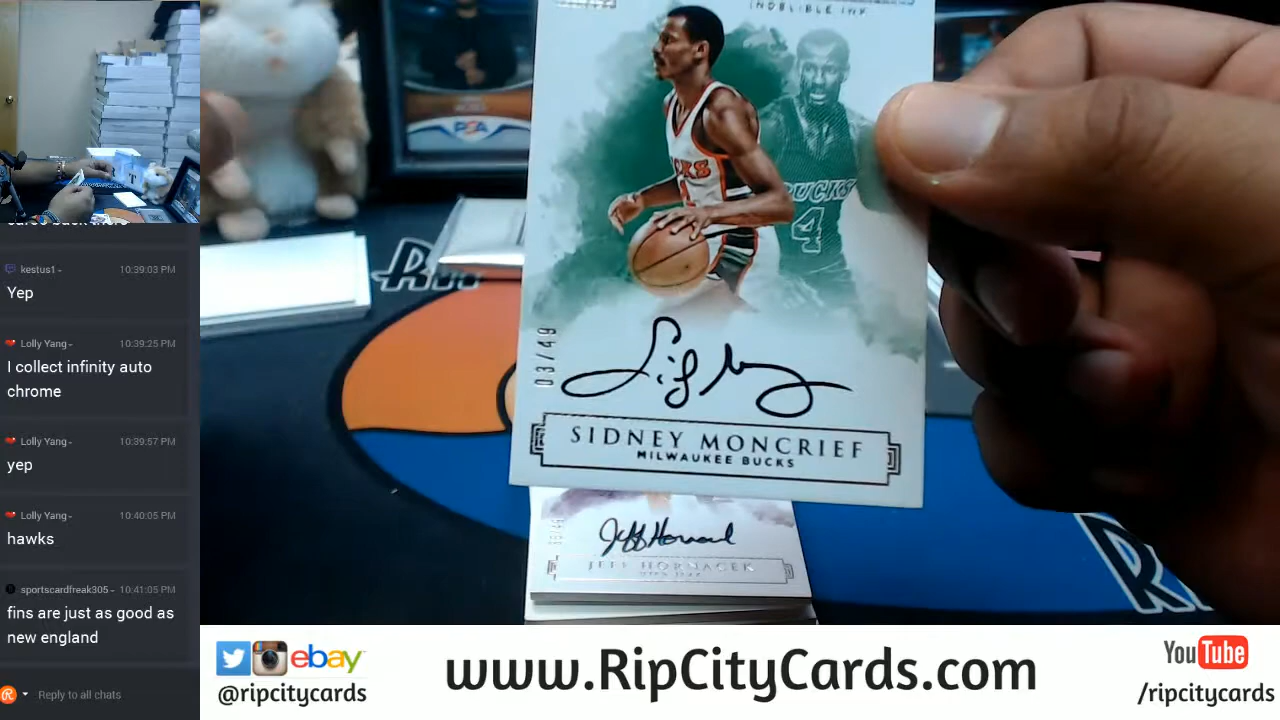 kestus1 - 10:39:03 PM
Yep
Lolly Yang - 10:39:25 PM
I collect infinity auto
chrome
Lolly Yang - 10:39:57 PM
yep
Lolly Yang - 10:40:05 PM
hawks
sportscardfreak305 - 10:41:05 PM
fins are just as good as
new england
Reply to all chats
INDELIBLE INK
PSA
BUCKS
4
03/49
SIDNEY MONCRIEF
MILWAUKEE BUCKS
Jeff Hornacek
JEFF HORNACEK
ebay
@ripcitycards
www.RipCityCards.com
YouTube
/ripcitycards